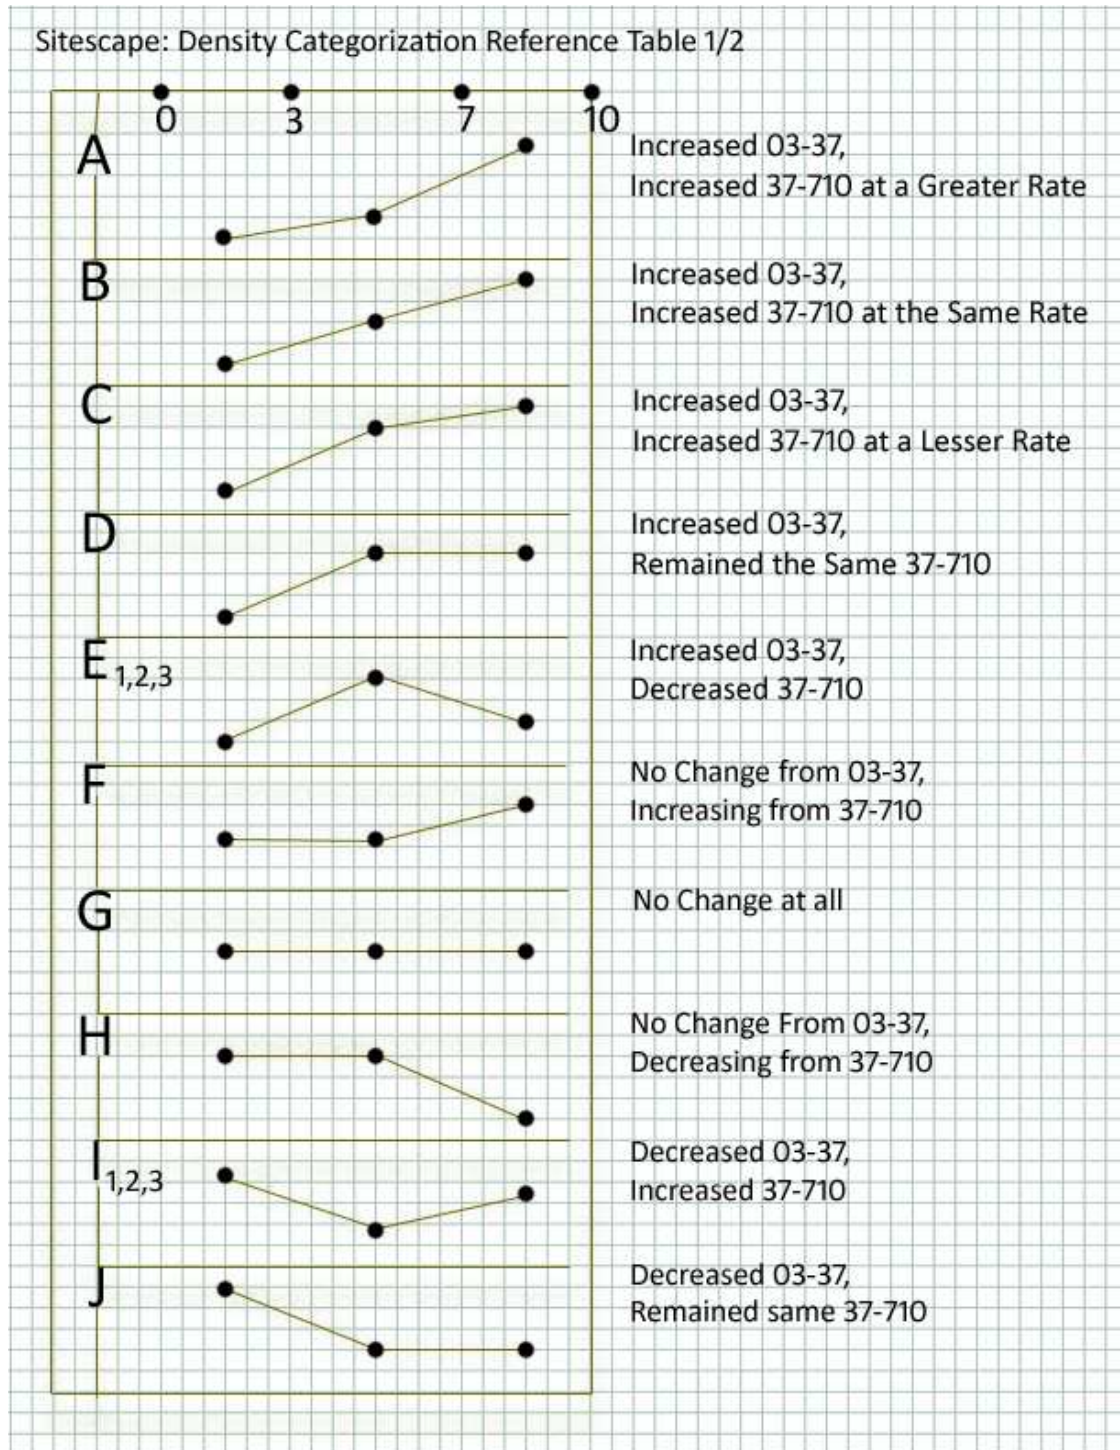 Sitescape: Density Categorization Reference Table 1/2
0 3 7 10
A
Increased 03-37,
Increased 37-710 at a Greater Rate
B
Increased 03-37,
Increased 37-710 at the Same Rate
C
Increased 03-37,
Increased 37-710 at a Lesser Rate
D
Increased 03-37,
Remained the Same 37-710
E 1,2,3
Increased 03-37,
Decreased 37-710
F
No Change from 03-37,
Increasing from 37-710
G
No Change at all
H
No Change From 03-37,
Decreasing from 37-710
I 1,2,3
Decreased 03-37,
Increased 37-710
J
Decreased 03-37,
Remained same 37-710